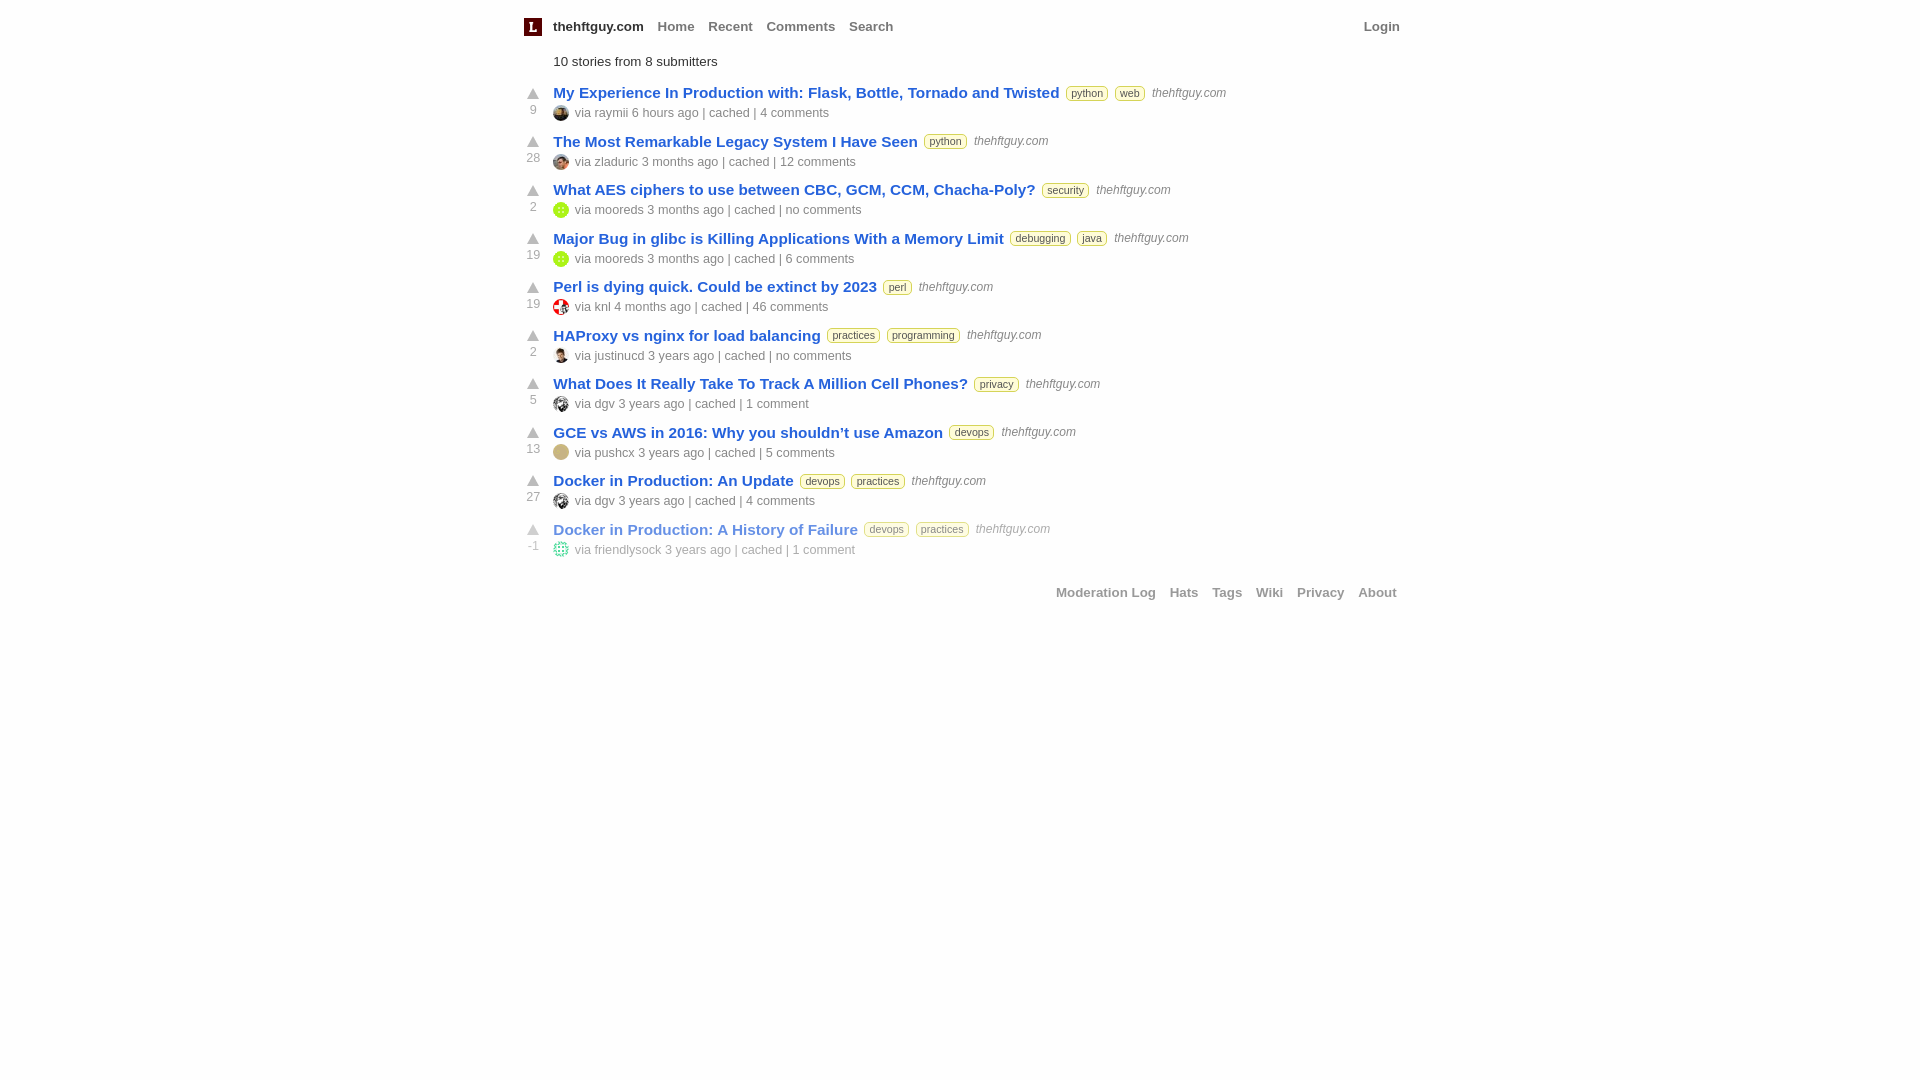 L thehftguy.com Home Recent Comments Search Login
10 stories from 8 submitters
My Experience In Production with: Flask, Bottle, Tornado and Twisted python web thehftguy.com
9 via raymii 6 hours ago | cached | 4 comments
The Most Remarkable Legacy System I Have Seen python thehftguy.com
28 via zladuric 3 months ago | cached | 12 comments
What AES ciphers to use between CBC, GCM, CCM, Chacha-Poly? security thehftguy.com
2 via mooreds 3 months ago | cached | no comments
Major Bug in glibc is Killing Applications With a Memory Limit debugging java thehftguy.com
19 via mooreds 3 months ago | cached | 6 comments
Perl is dying quick. Could be extinct by 2023 perl thehftguy.com
19 via knl 4 months ago | cached | 46 comments
HAProxy vs nginx for load balancing practices programming thehftguy.com
2 via justinucd 3 years ago | cached | no comments
What Does It Really Take To Track A Million Cell Phones? privacy thehftguy.com
5 via dgv 3 years ago | cached | 1 comment
GCE vs AWS in 2016: Why you shouldn’t use Amazon devops thehftguy.com
13 via pushcx 3 years ago | cached | 5 comments
Docker in Production: An Update devops practices thehftguy.com
27 via dgv 3 years ago | cached | 4 comments
Docker in Production: A History of Failure devops practices thehftguy.com
-1 via friendlysock 3 years ago | cached | 1 comment
Moderation Log Hats Tags Wiki Privacy About